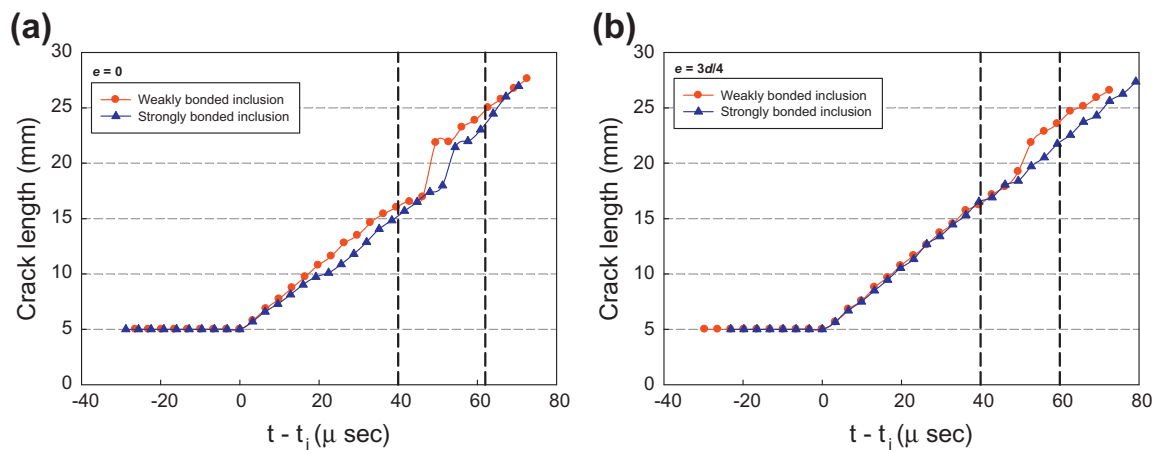 (a)
30
25
20
15
10
5
0
Crack length (mm)
e = 0
Weakly bonded inclusion
Strongly bonded inclusion
-40 -20 0 20 40 60 80
t - ti (μ sec)
(b)
30
25
20
15
10
5
0
Crack length (mm)
e = 3d/4
Weakly bonded inclusion
Strongly bonded inclusion
-40 -20 0 20 40 60 80
t - ti (μ sec)